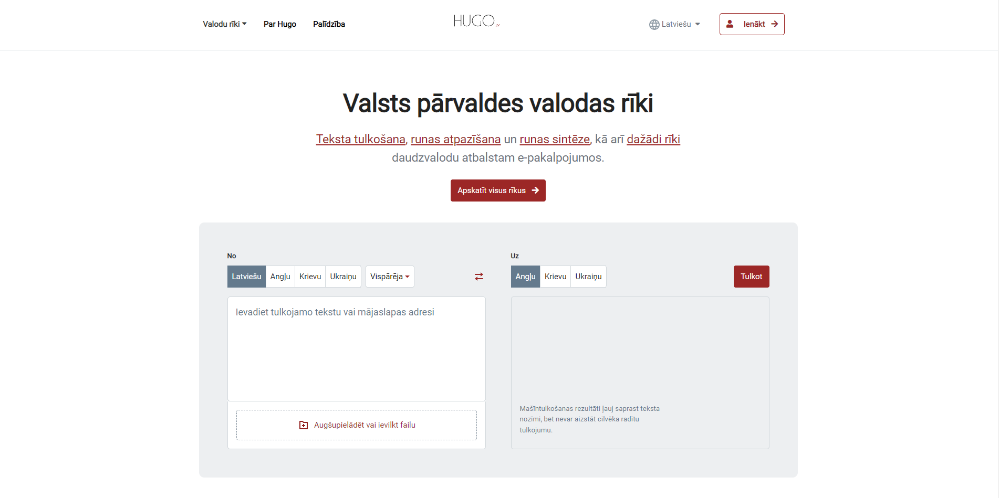 Valodu rīki
Par Hugo
Palīdzība
HUGO.LV
Latviešu
Ienākt
Valsts pārvaldes valodas rīki
Teksta tulkošana, runas atpazīšana un runas sintēze, kā arī dažādi rīki
daudzvalodu atbalstam e-pakalpojumos.
Apskatīt visus rīkus
No
Latviešu
Angļu
Krievu
Ukraiņu
Vispārēja
Ievadiet tulkojamo tekstu vai mājaslapas adresi
Augšupielādēt vai ievilkt failu
Uz
Angļu
Krievu
Ukraiņu
Tulkot
Mašīntulkošanas rezultāti ļauj saprast teksta
nozīmi, bet nevar aizstāt cilvēka radītu
tulkojumu.